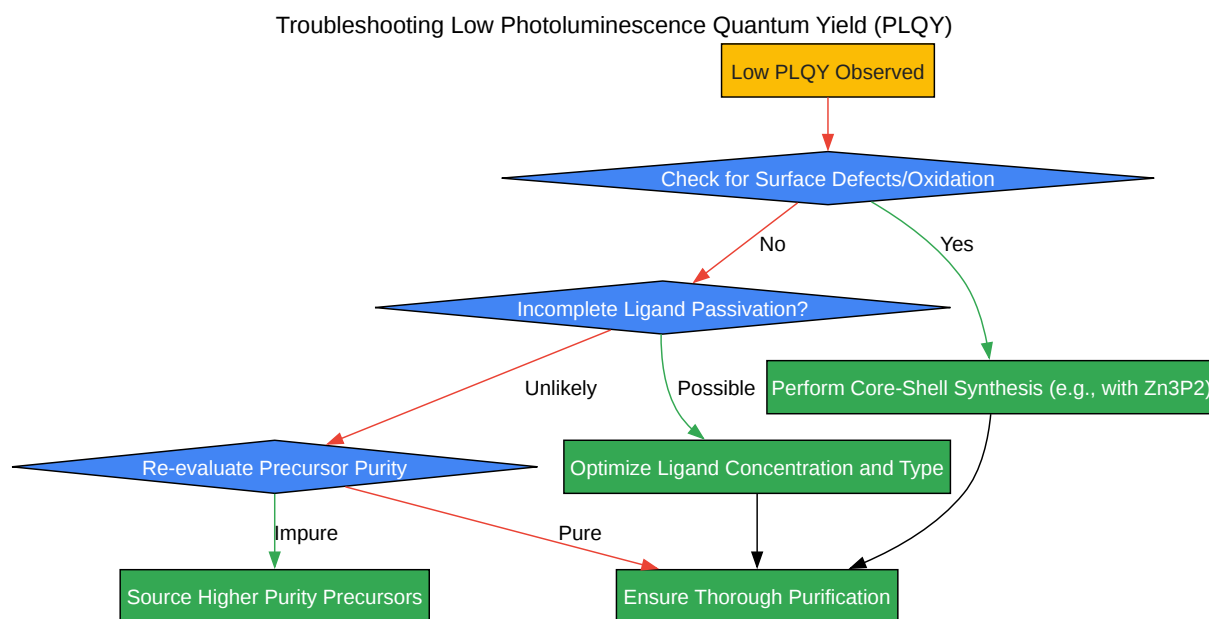 Troubleshooting Low Photoluminescence Quantum Yield (PLQY)
Low PLQY Observed
Check for Surface Defects/Oxidation
No
Yes
Incomplete Ligand Passivation?
Unlikely
Possible
Perform Core-Shell Synthesis (e.g., with Zn3P2)
Re-evaluate Precursor Purity
Optimize Ligand Concentration and Type
Impure
Pure
Source Higher Purity Precursors
Ensure Thorough Purification